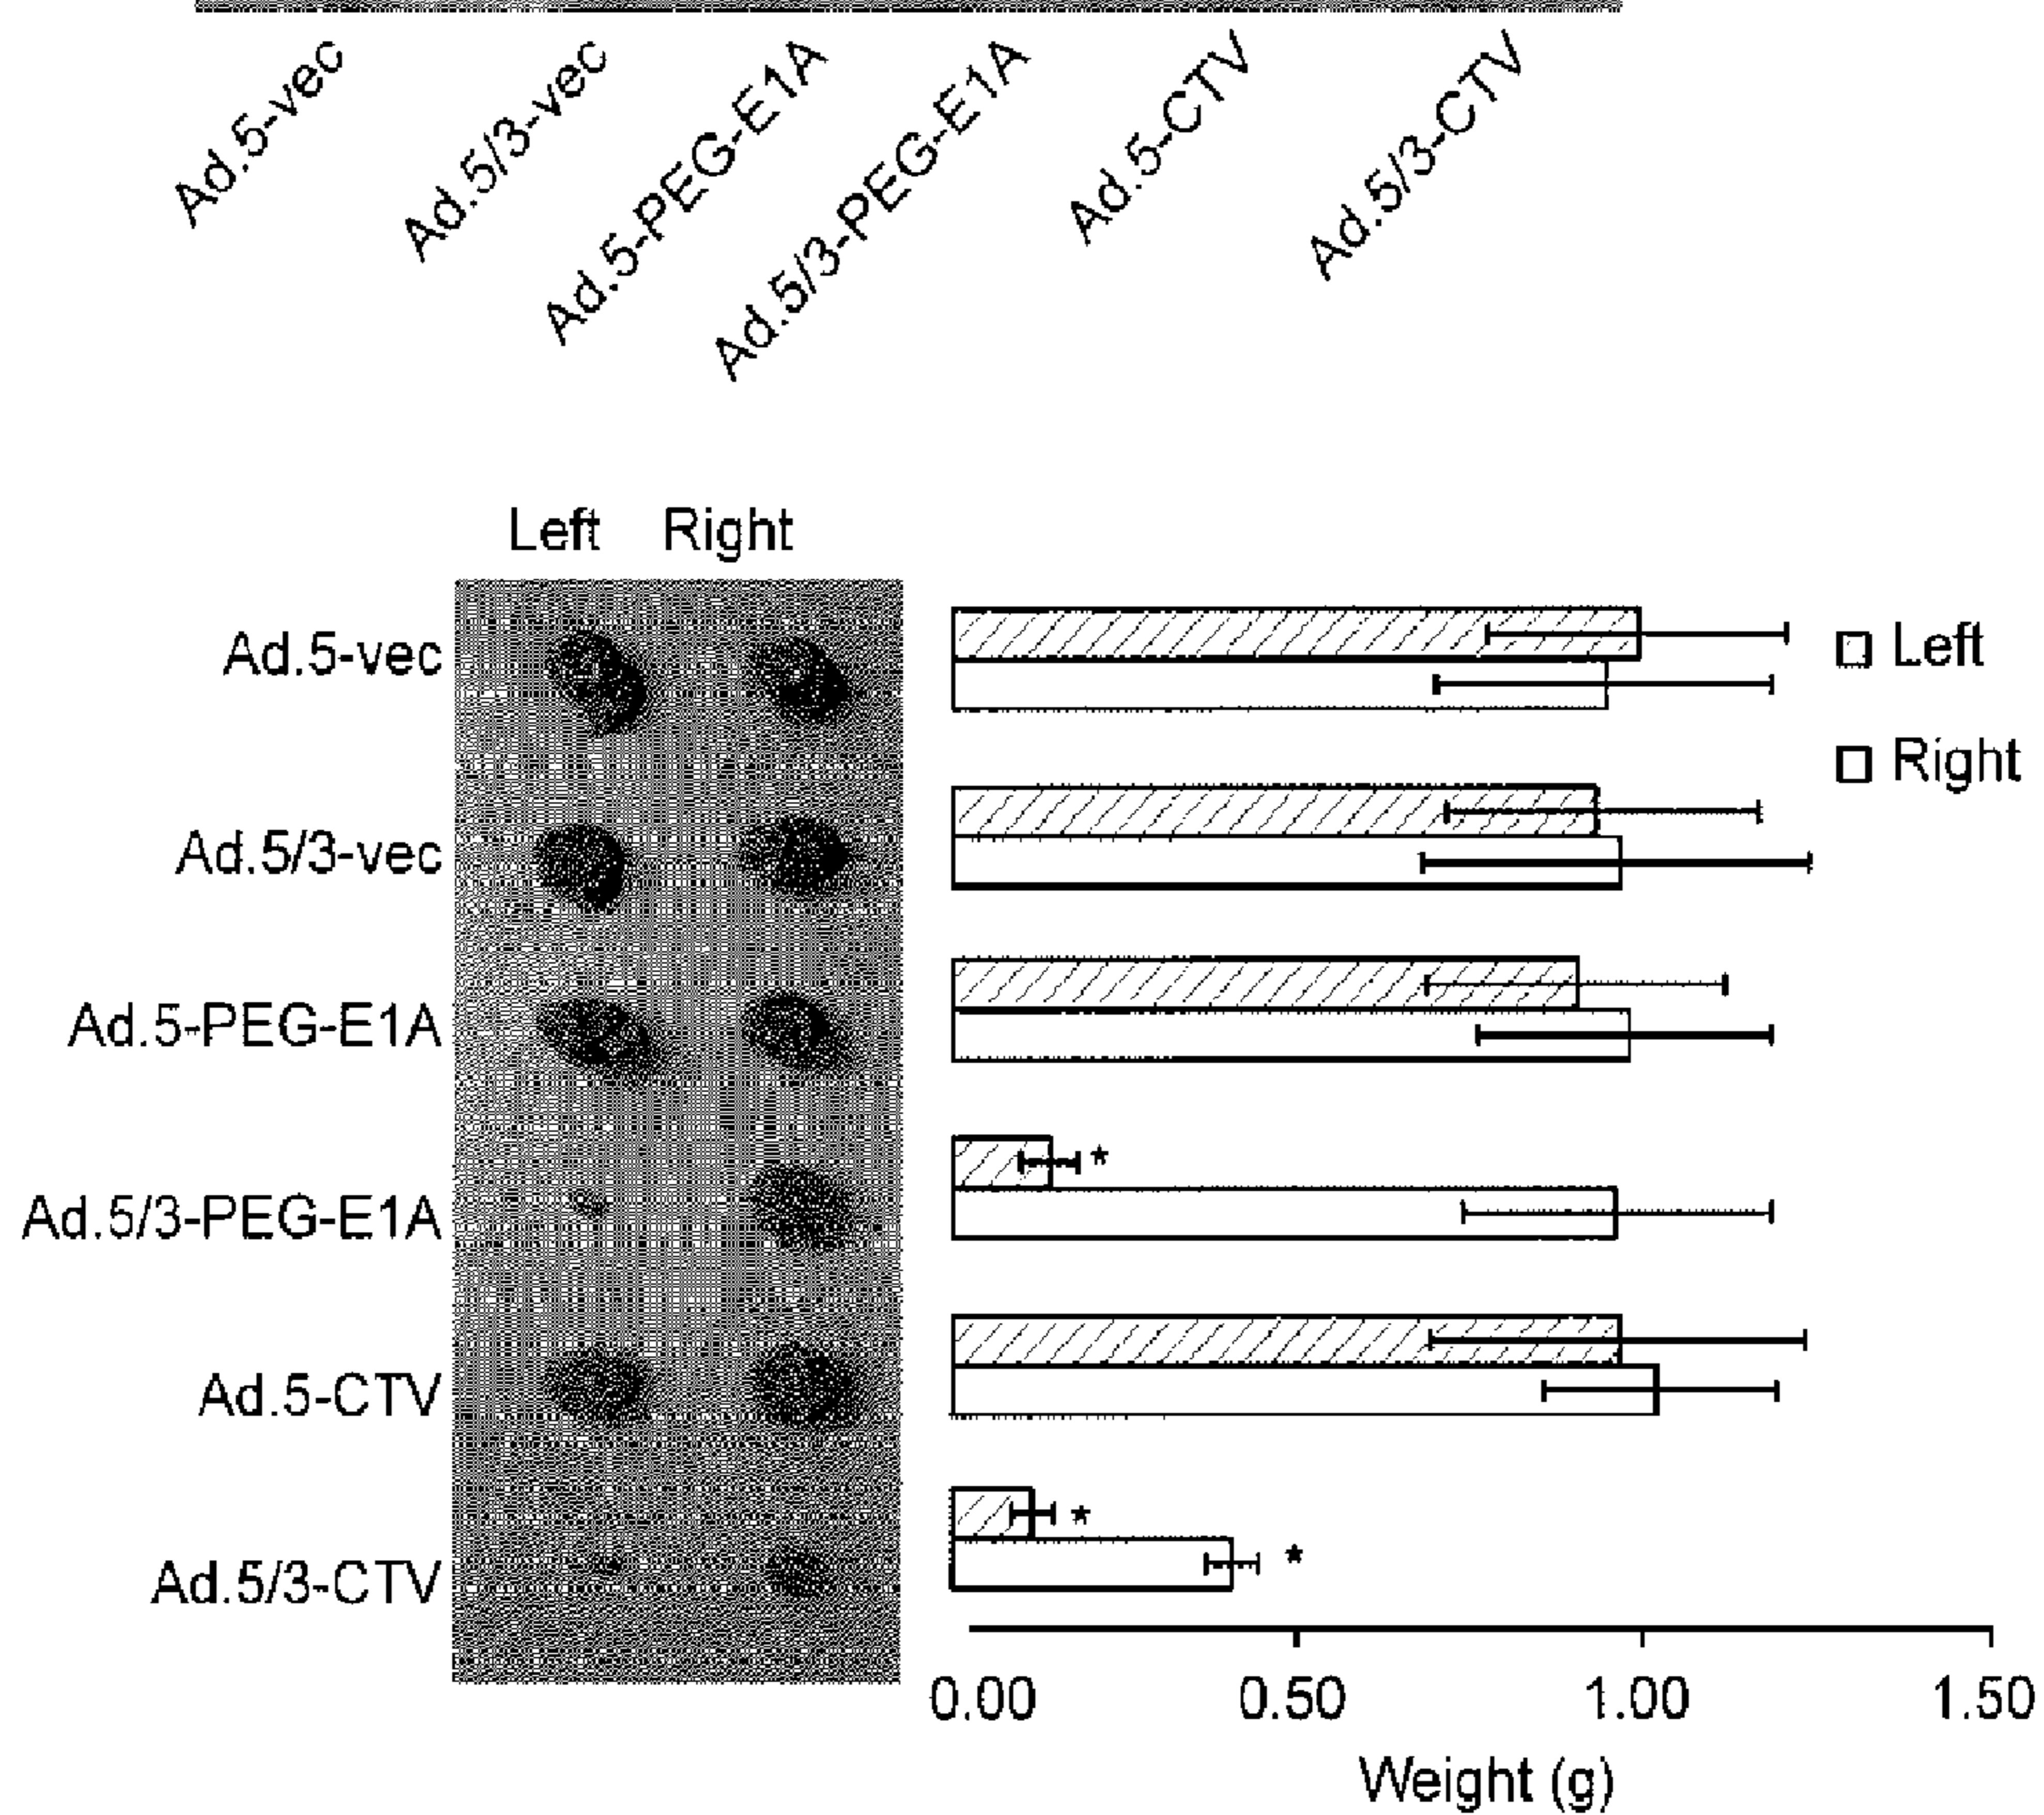 Ad.5-vec
Ad.5/3-vec
Ad.5-PEG-E1A
Ad.5/3-PEG-E1A
Ad.5-CTV
Ad.5/3-CTV
Left Right
Ad.5-vec
Ad.5/3-vec
Ad.5-PEG-E1A
Ad.5/3-PEG-E1A
Ad.5-CTV
Ad.5/3-CTV
Left
Right
*
*
*
0.00 0.50 1.00 1.50
Weight (g)